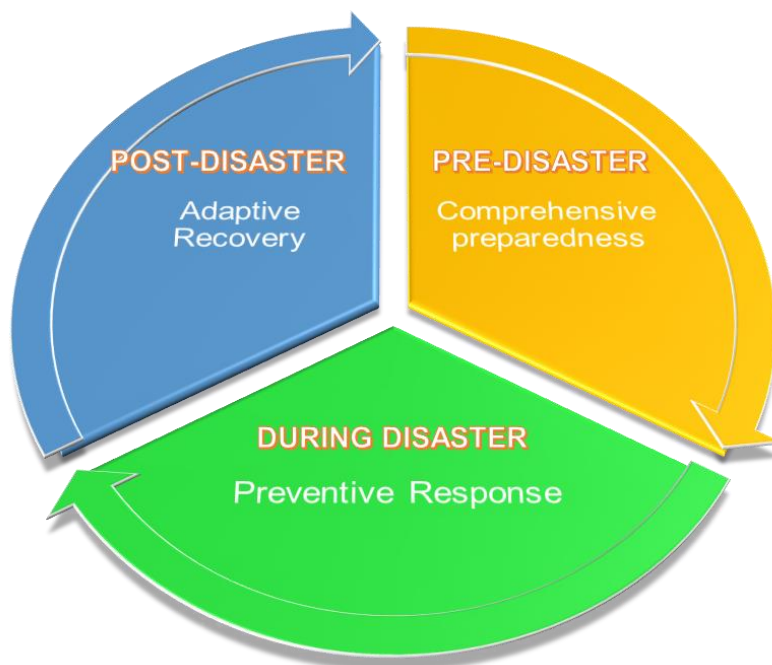 POST-DISASTER
Adaptive
Recovery
PRE-DISASTER
Comprehensive
preparedness
DURING DISASTER
Preventive Response